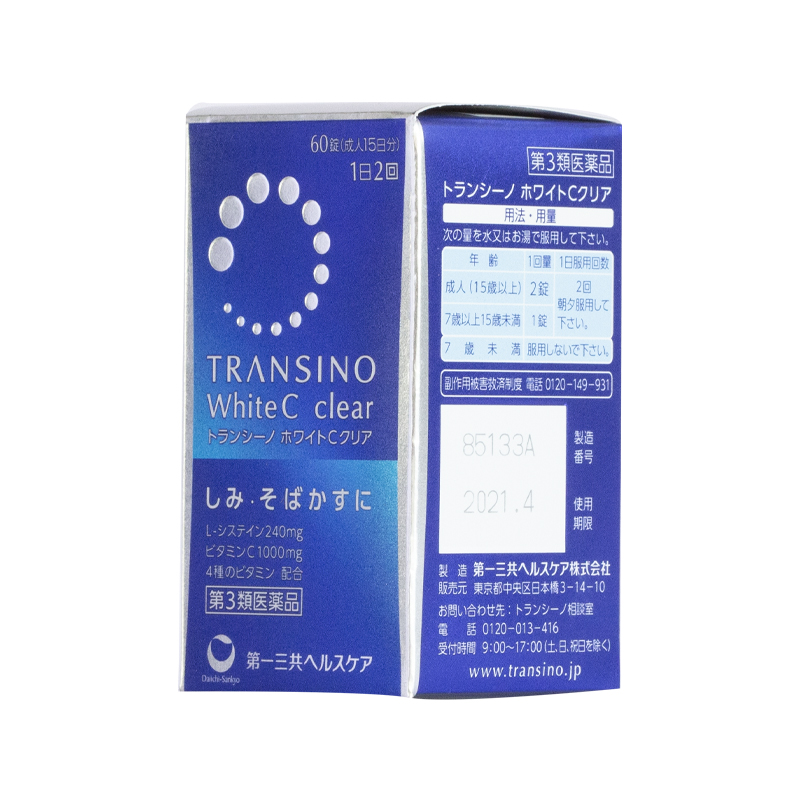 60錠(成人15日分)
1日2回
TRANSINO
White C clear
トランシーノ ホワイトCクリア
しみ・そばかすに
L-システイン240mg
ビタミンC1000mg
4種のビタミン 配合
第3類医薬品
第一三共ヘルスケア
Daiichi-Sankyo
第3類医薬品
トランシーノ ホワイトCクリア
用法・用量
次の量を水又はお湯で服用して下さい。
年齢 1回量 1日服用回数
成人(15歳以上) 2錠 2回
朝夕服用して
下さい。
7歳以上15歳未満 1錠
7歳未満 服用しないで下さい。
副作用被害救済制度 電話 0120-149-931
85133A 製造
番号
2021.4 使用
期限
製造 第一三共ヘルスケア株式会社
販売元 東京都中央区日本橋3-14-10
お問い合わせ先:トランシーノ相談室
電話 0120-013-416
受付時間 9:00~17:00(土、日、祝日を除く)
www.transino.jp